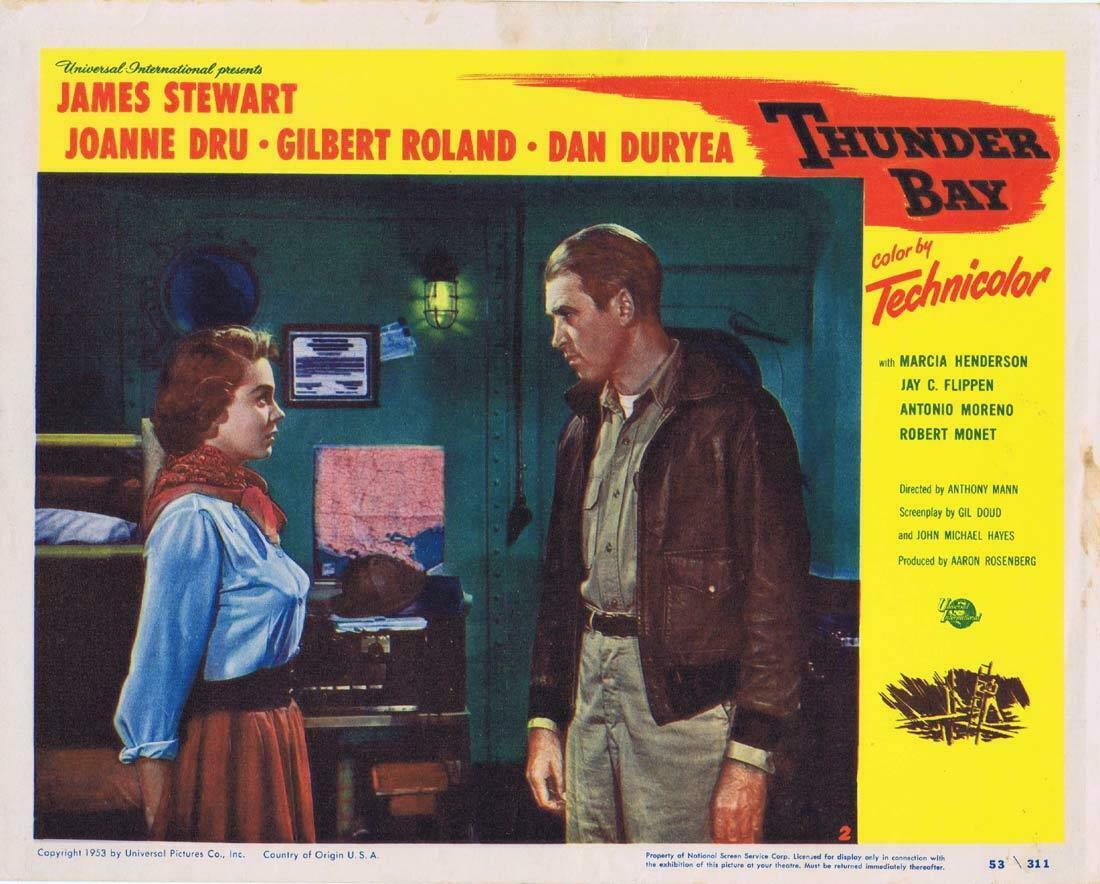 Universal-International presents
JAMES STEWART
JOANNE DRU • GILBERT ROLAND • DAN DURYEA
THUNDER
BAY
color by
Technicolor
with MARCIA HENDERSON
JAY C. FLIPPEN
ANTONIO MORENO
ROBERT MONET
Directed by ANTHONY MANN
Screenplay by GIL DOUD
and JOHN MICHAEL HAYES
Produced by AARON ROSENBERG
Universal
International
2
Copyright 1953 by Universal Pictures Co., Inc. Country of Origin U. S. A.
Property of National Screen Service Corp. Licensed for display only in connection with
the exhibition of this picture at your theatre. Must be returned immediately thereafter.
53 \ 311